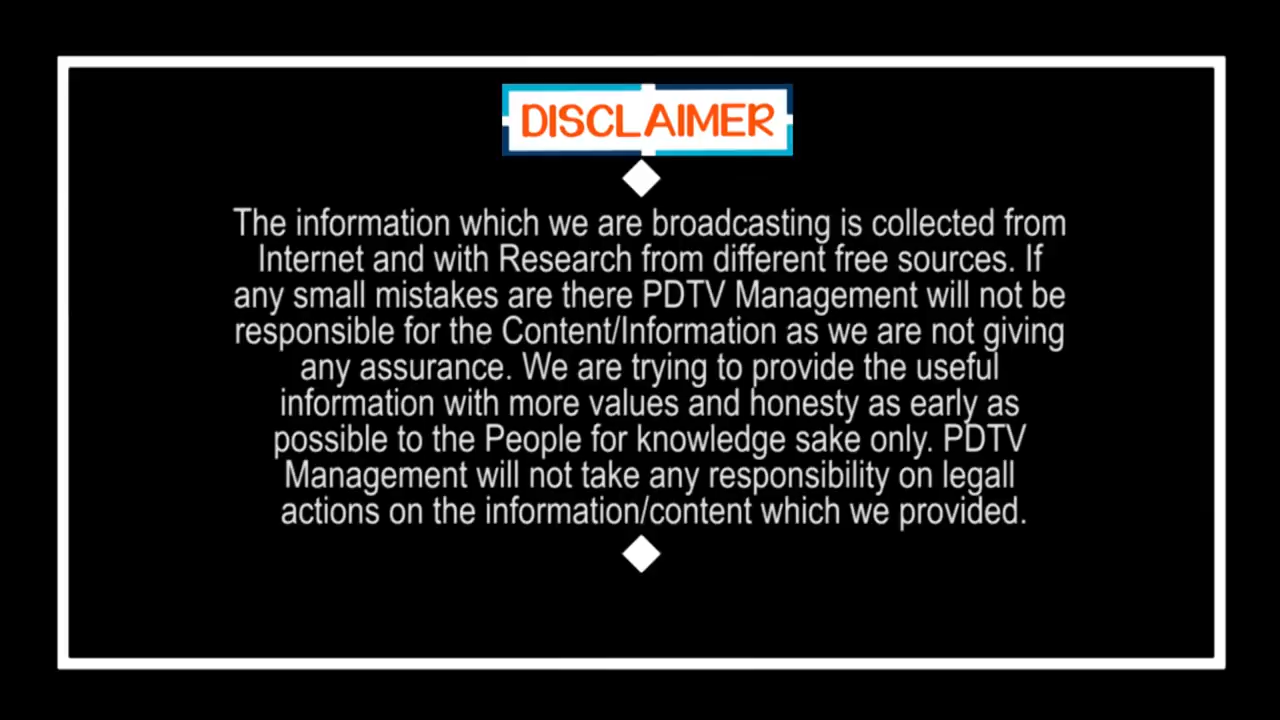 DISCLAIMER
The information which we are broadcasting is collected from
Internet and with Research from different free sources. If
any small mistakes are there PDTV Management will not be
responsible for the Content/Information as we are not giving
any assurance. We are trying to provide the useful
information with more values and honesty as early as
possible to the People for knowledge sake only. PDTV
Management will not take any responsibility on legall
actions on the information/content which we provided.